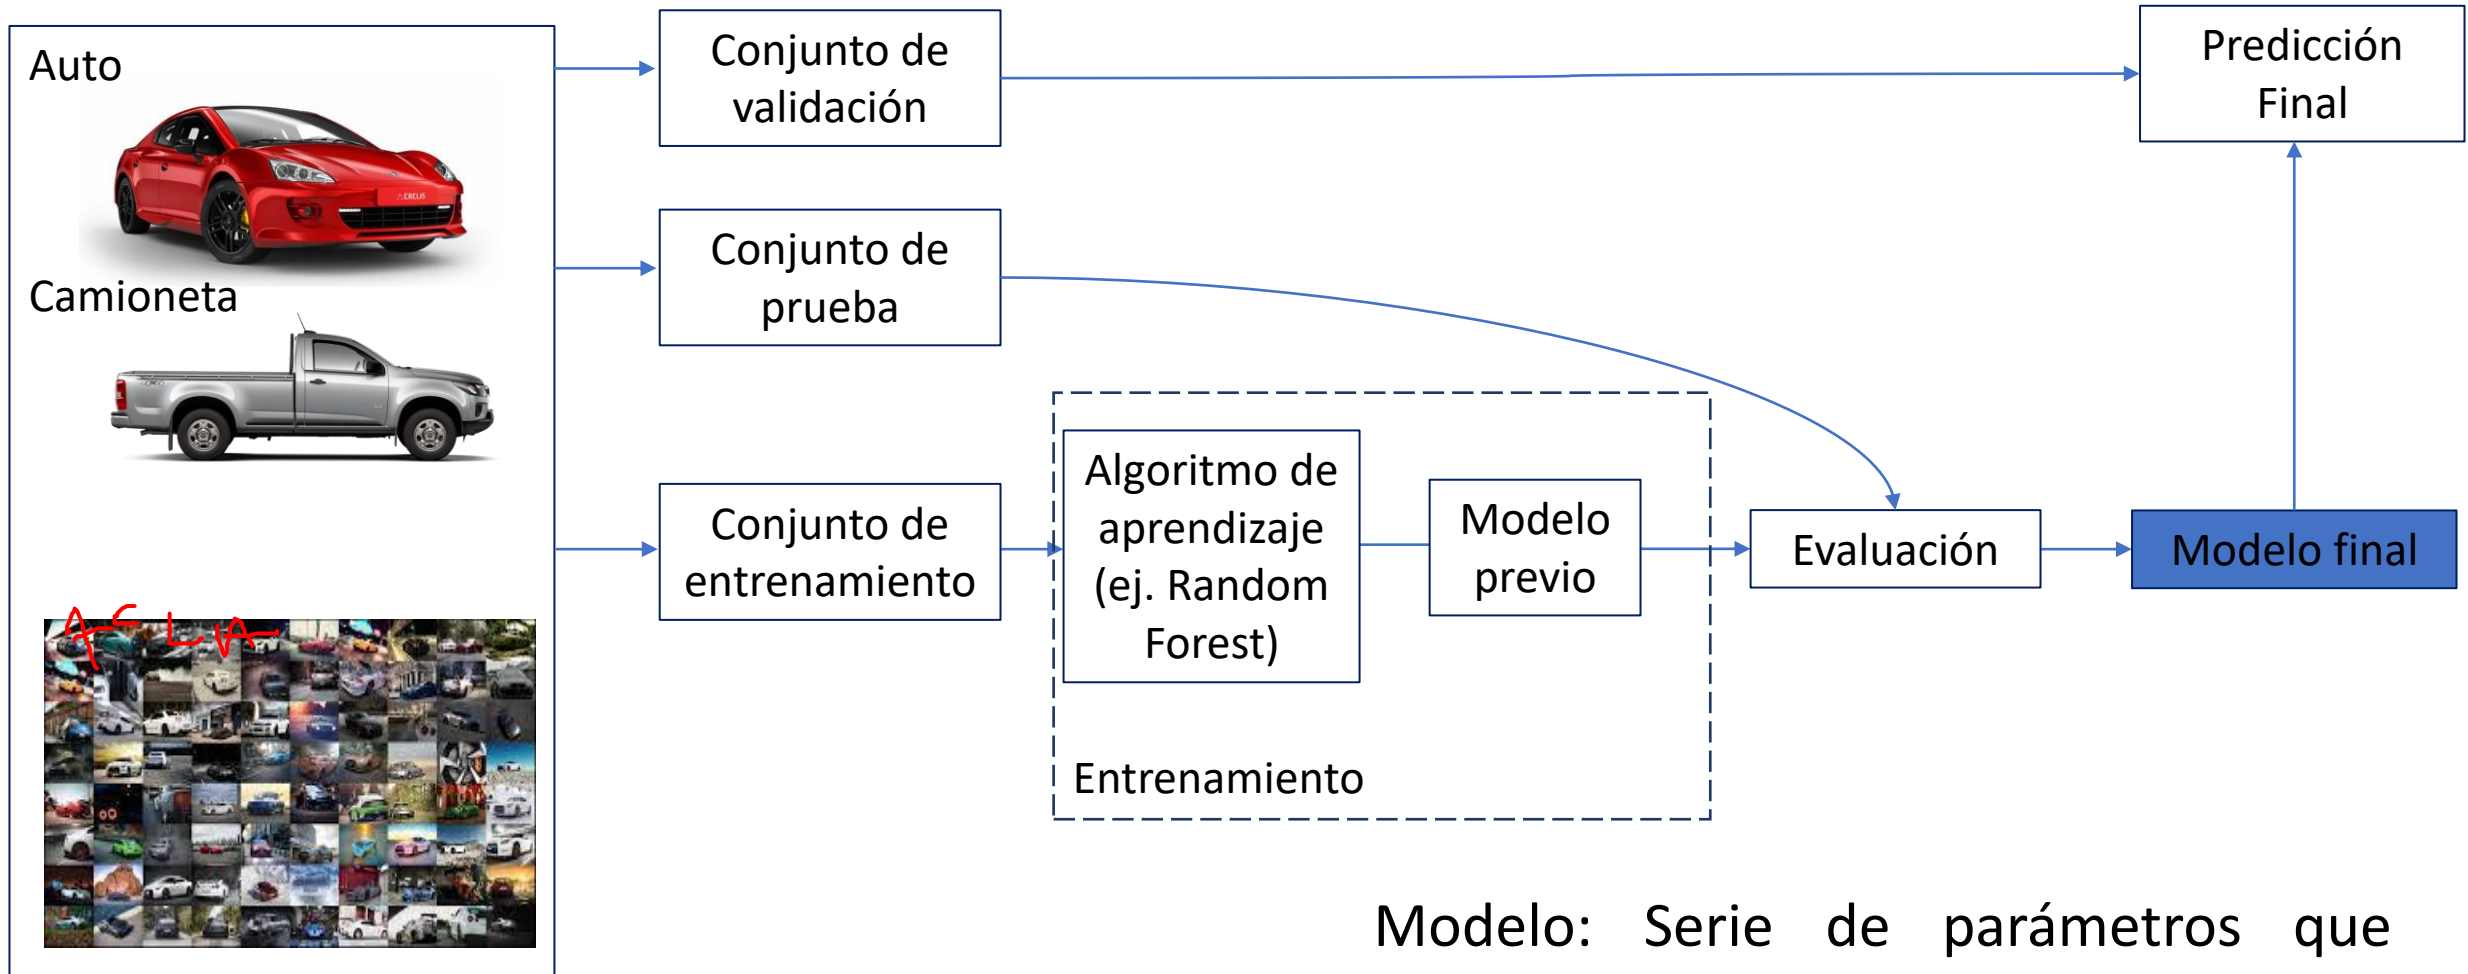 Auto
ERELIS
Camioneta
Conjunto de
validación
Conjunto de
prueba
Conjunto de
entrenamiento
Algoritmo de
aprendizaje
(ej. Random
Forest)
Modelo
previo
Entrenamiento
Evaluación
Modelo final
Predicción
Final
Modelo: Serie de parámetros que